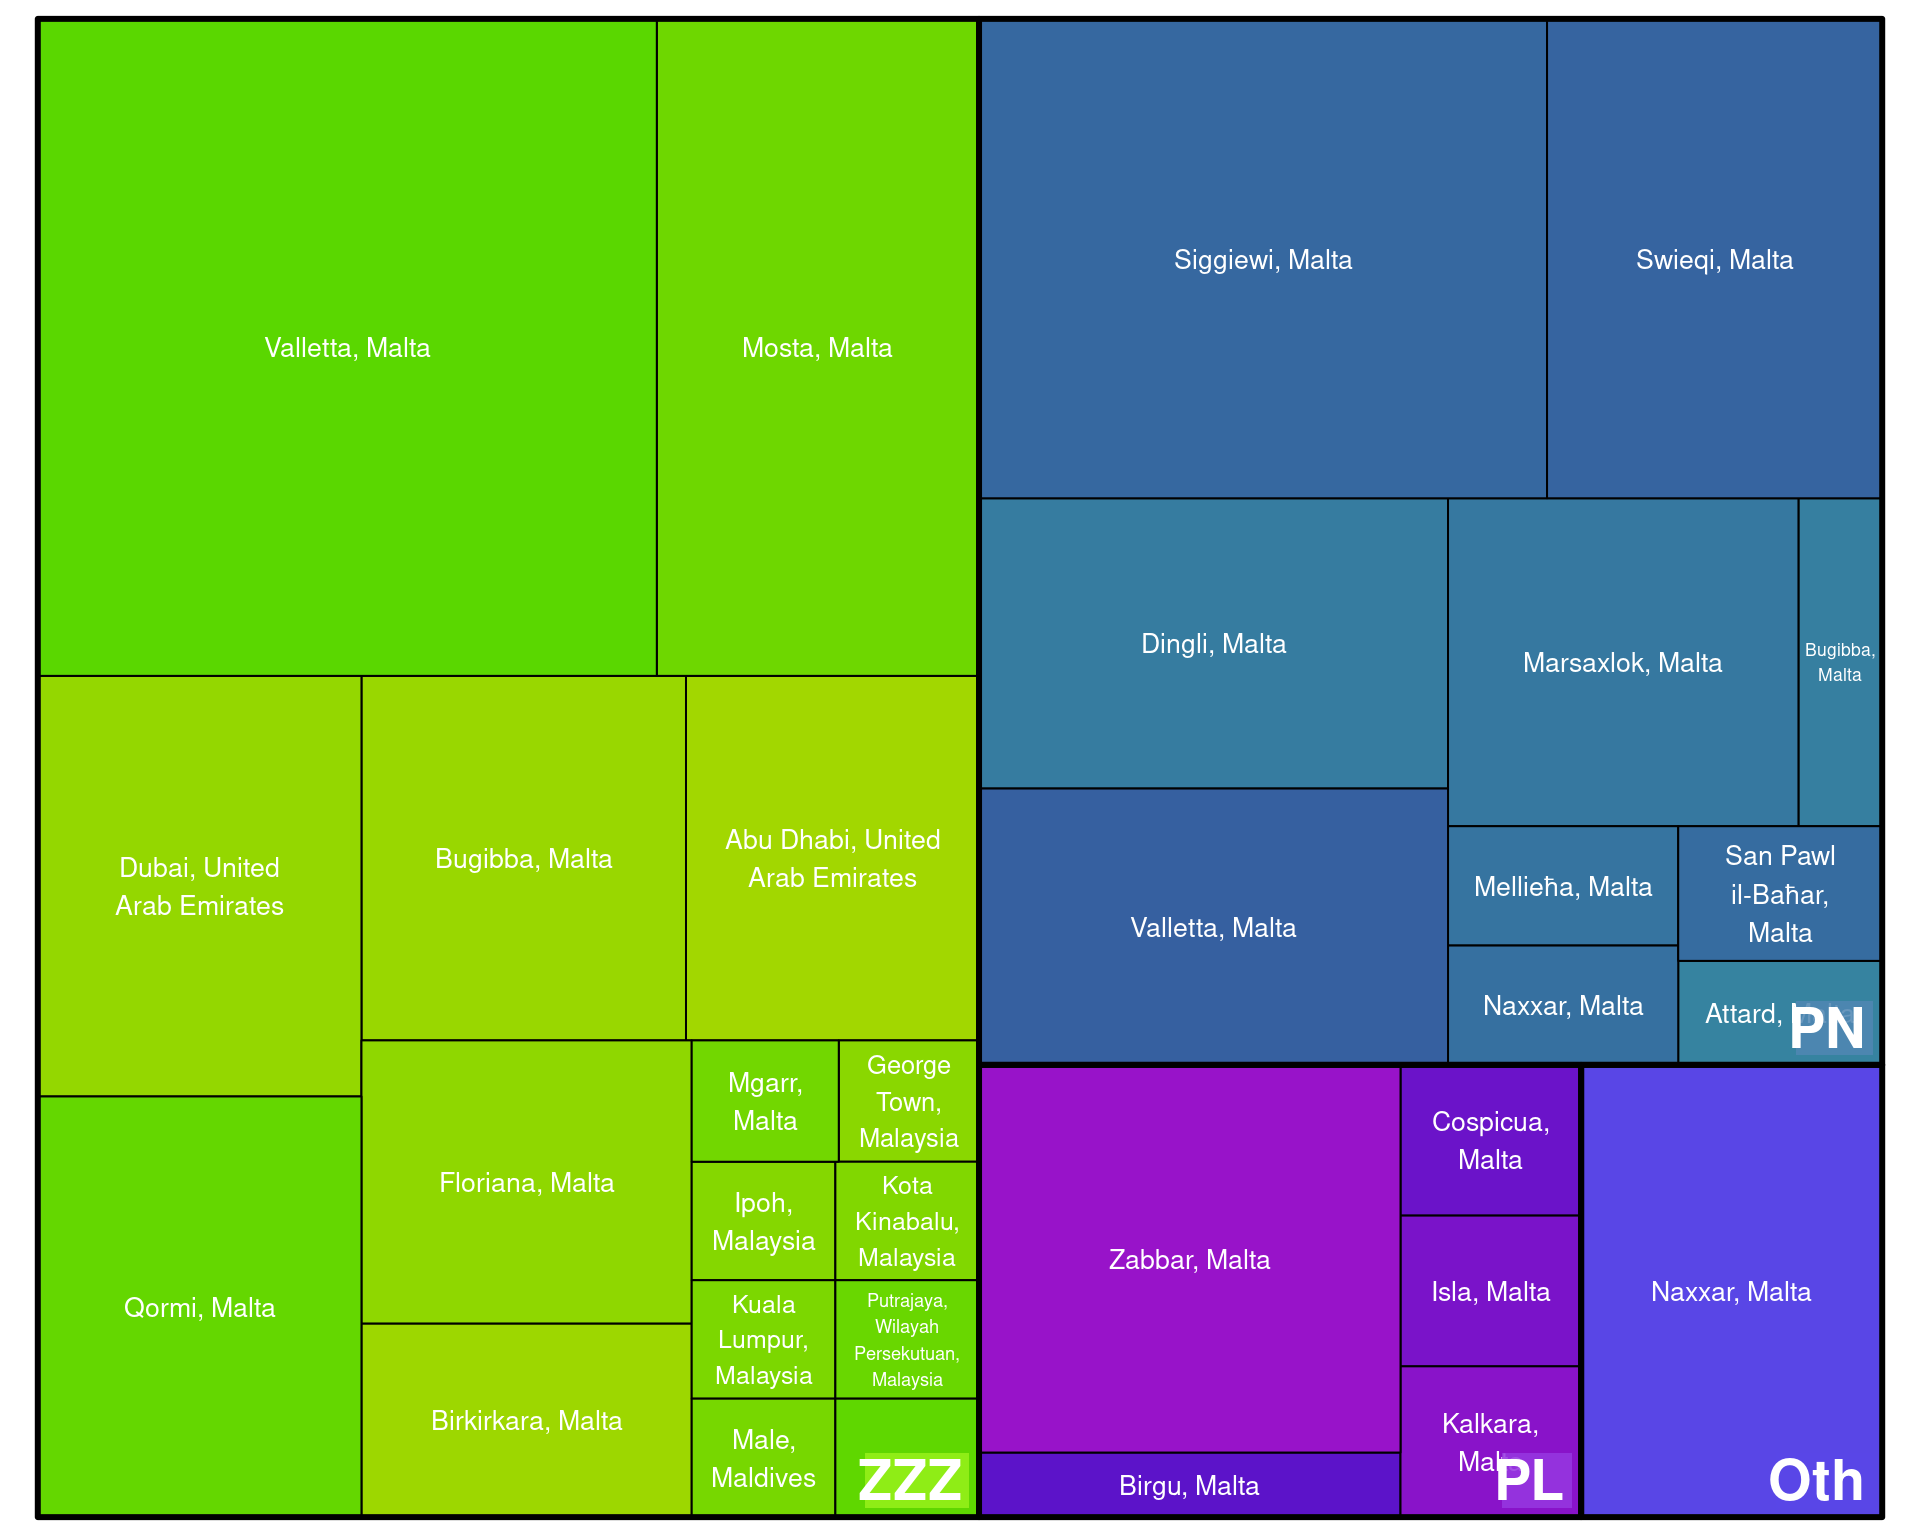 Valletta, Malta
Mosta, Malta
Dubai, United
Arab Emirates
Bugibba, Malta
Abu Dhabi, United
Arab Emirates
Qormi, Malta
Floriana, Malta
Birkirkara, Malta
Mgarr,
Malta
George
Town,
Malaysia
Ipoh,
Malaysia
Kota
Kinabalu,
Malaysia
Kuala
Lumpur,
Malaysia
Putrajaya,
Wilayah
Persekutuan,
Malaysia
Male,
Maldives
ZZZ
Siggiewi, Malta
Swieqi, Malta
Dingli, Malta
Marsaxlok, Malta
Bugibba,
Malta
Valletta, Malta
Mellieħa, Malta
San Pawl
il-Baħar,
Malta
Naxxar, Malta
Attard,
PN
Zabbar, Malta
Cospicua,
Malta
Isla, Malta
Kalkara,
Birgu, Malta
PL
Naxxar, Malta
Oth